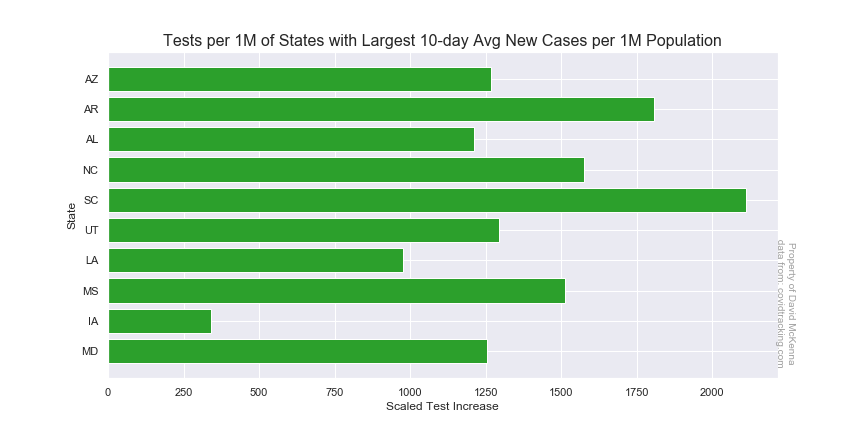 Tests per 1M of States with Largest 10-day Avg New Cases per 1M Population
AZ
AR
AL
NC
SC
UT
LA
MS
IA
MD
State
0 250 500 750 1000 1250 1500 1750 2000
Scaled Test Increase
Property of David McKenna
data from: covidtracking.com